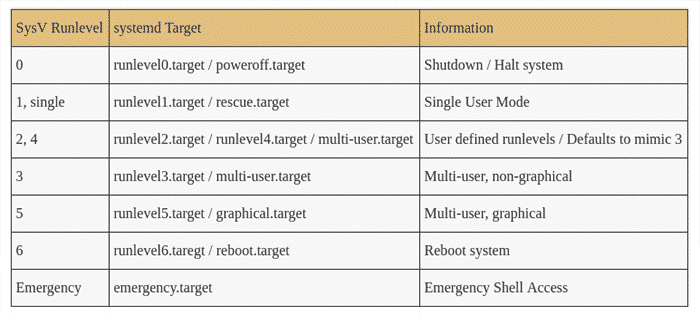 SysV Runlevel systemd Target Information
0 runlevel0.target / poweroff.target Shutdown / Halt system
1, single runlevel1.target / rescue.target Single User Mode
2, 4 runlevel2.target / runlevel4.target / multi-user.target User defined runlevels / Defaults to mimic 3
3 runlevel3.target / multi-user.target Multi-user, non-graphical
5 runlevel5.target / graphical.target Multi-user, graphical
6 runlevel6.taregt / reboot.target Reboot system
Emergency emergency.target Emergency Shell Access